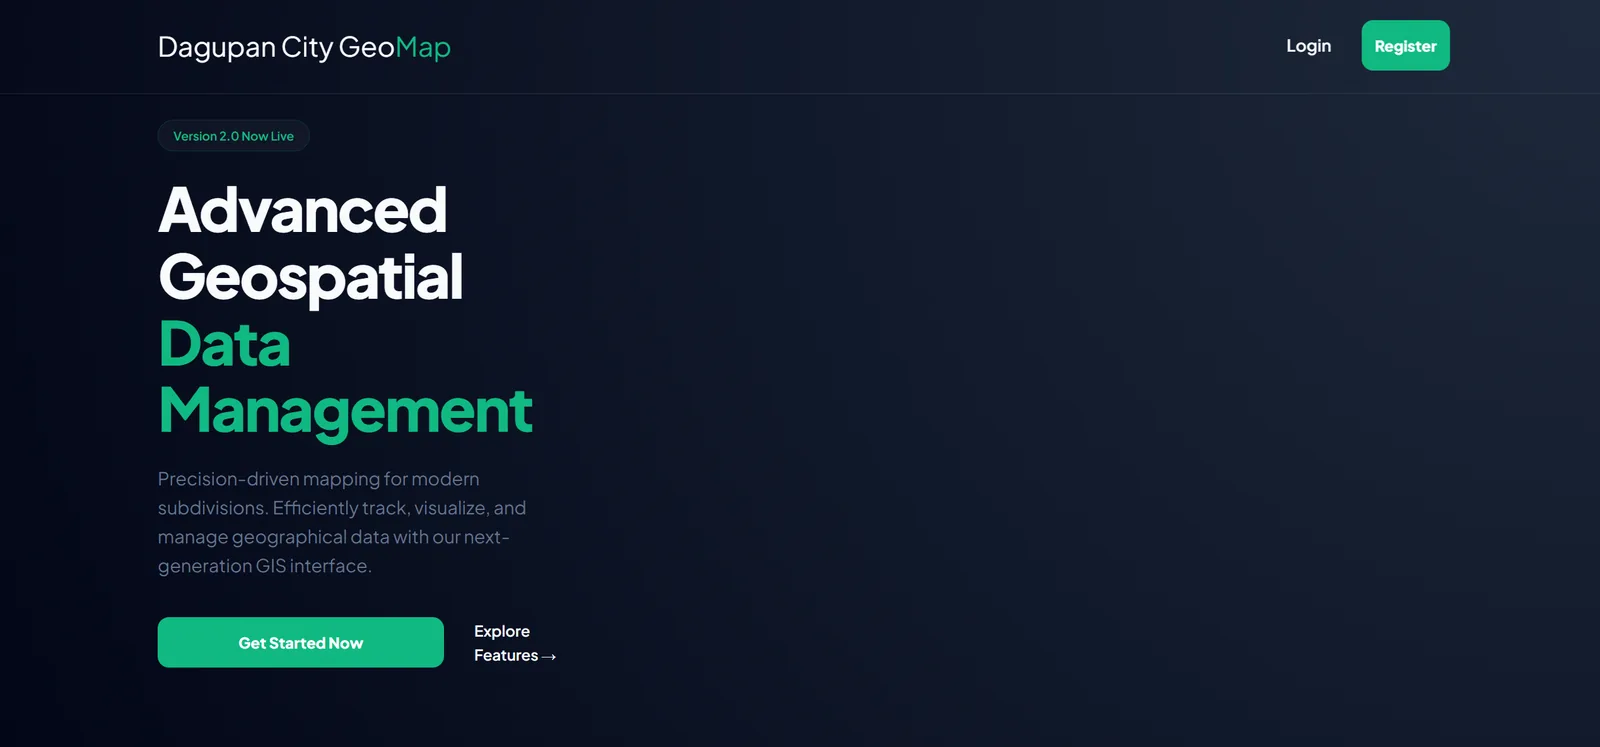 Dagupan City GeoMap
Login
Register
Version 2.0 Now Live
Advanced
Geospatial
Data
Management
Precision-driven mapping for modern
subdivisions. Efficiently track, visualize, and
manage geographical data with our next-
generation GIS interface.
Get Started Now
Explore
Features →